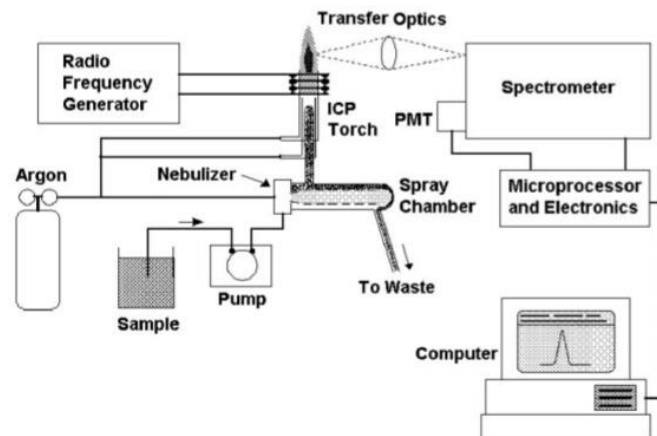 Transfer Optics
Radio
Frequency
Generator
ICP
Torch
Spectrometer
PMT
Argon
Nebulizer
Spray
Chamber
Microprocessor
and Electronics
Pump
Sample
To Waste
Computer